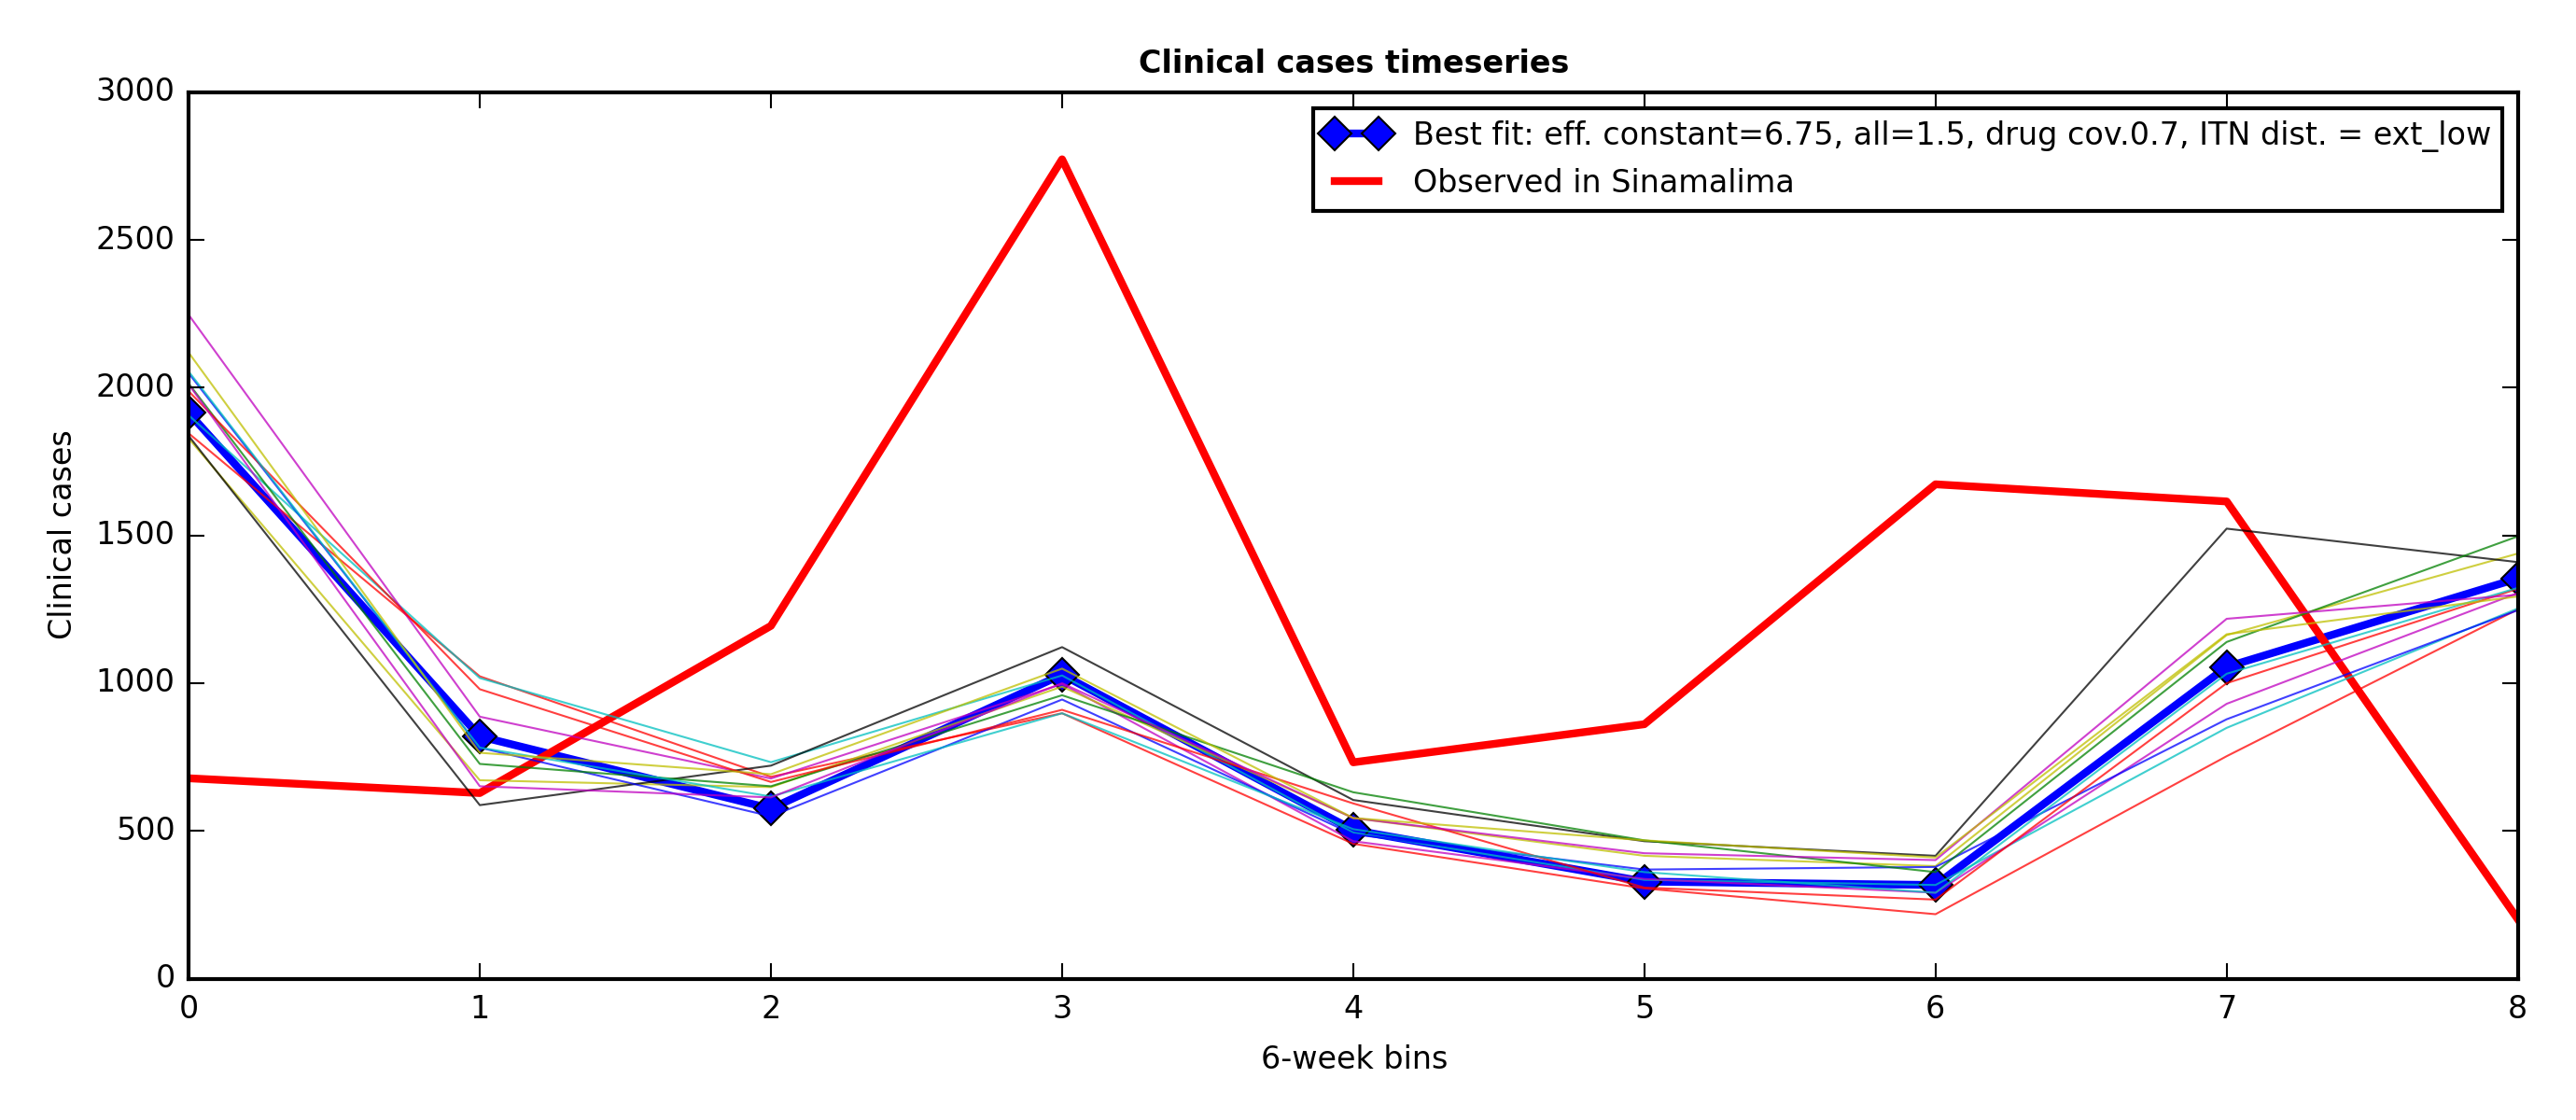 Clinical cases timeseries
3000
2500
2000
1500
1000
500
0
Clinical cases
Best fit: eff. constant=6.75, all=1.5, drug cov.0.7, ITN dist. = ext_low
Observed in Sinamalima
0 1 2 3 4 5 6 7 8
6-week bins